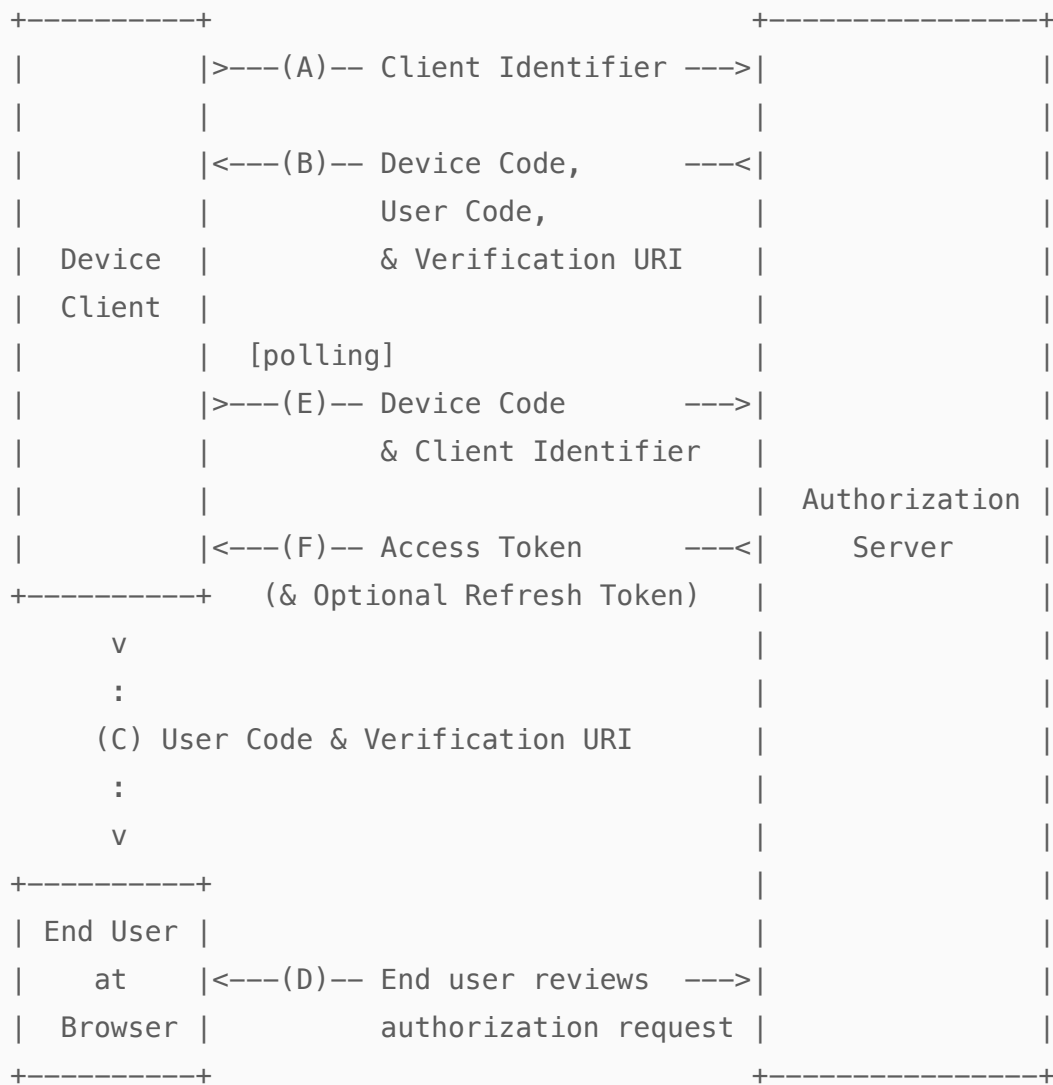 +----------+                                +----------------+
|          |>---(A)-- Client Identifier --->|                |
|          |                                |                |
|          |<---(B)-- Device Code,      ---<|                |
|          |          User Code,            |                |
|  Device  |          & Verification URI    |                |
|  Client  |                                |                |
|          |  [polling]                     |                |
|          |>---(E)-- Device Code       --->|                |
|          |          & Client Identifier   |                |
|          |                                |  Authorization |
|          |<---(F)-- Access Token      ---<|     Server     |
+----------+   (& Optional Refresh Token)   |                |
      v                                     |                |
      :                                     |                |
     (C) User Code & Verification URI       |                |
      :                                     |                |
      v                                     |                |
+----------+                                |                |
| End User |                                |                |
|    at    |<---(D)-- End user reviews  --->|                |
|  Browser |          authorization request |                |
+----------+                                +----------------+